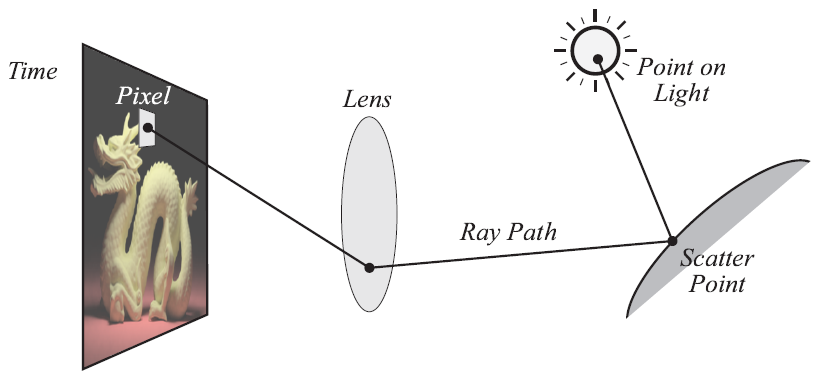 Time
Pixel
Lens
Point on
Light
Ray Path
Scatter
Point